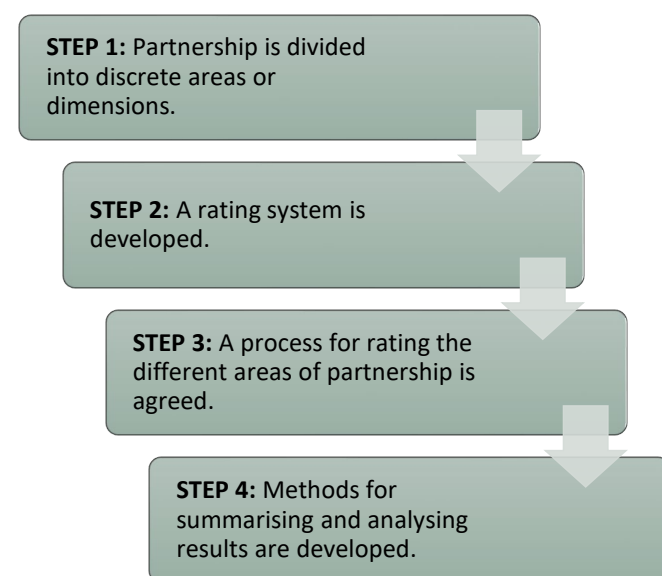 STEP 1: Partnership is divided
into discrete areas or
dimensions.
STEP 2: A rating system is
developed.
STEP 3: A process for rating the
different areas of partnership is
agreed.
STEP 4: Methods for
summarising and analysing
results are developed.